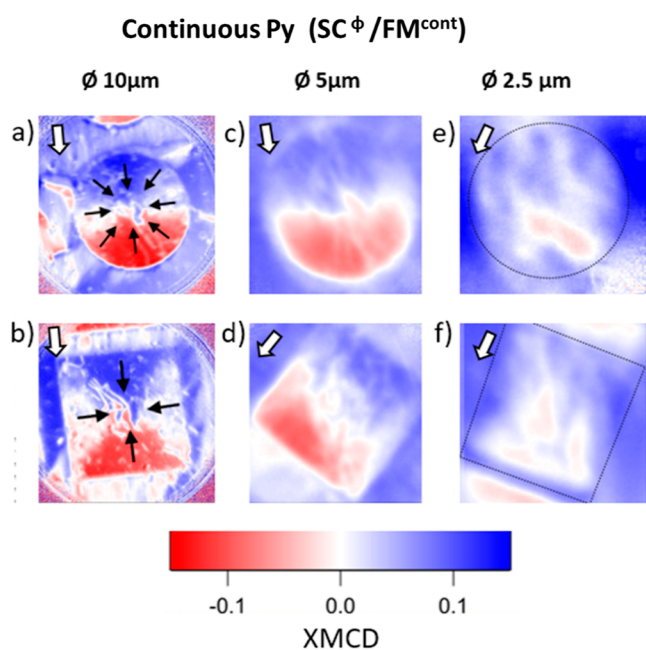 Continuous Py (SC^ϕ/FM^cont)
Ø 10µm Ø 5µm Ø 2.5 µm
a) c) e)
b) d) f)
-0.1 0.0 0.1
XMCD